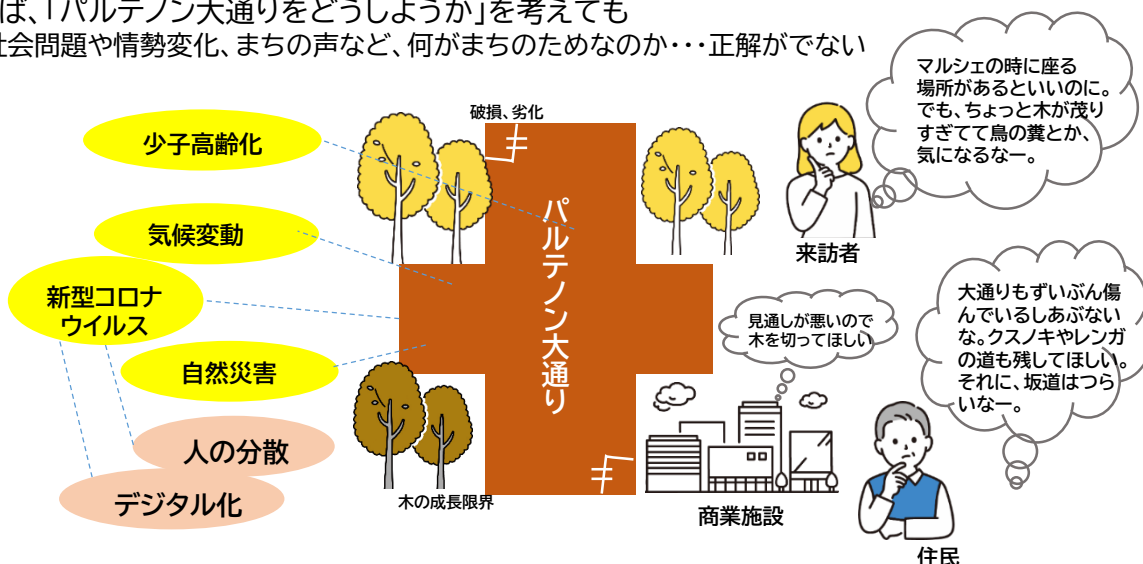 ば、「パルテノン大通りをどうしようか」を考えても
社会問題や情勢変化、まちの声など、何がまちのためなのか・・・正解がでない
破損、劣化
少子高齢化
気候変動
新型コロナ
ウイルス
自然災害
人の分散
デジタル化
パルテノン大通り
木の成長限界
マルシェの時に座る
場所があるといいのに。
でも、ちょっと木が茂り
すぎてて鳥の糞とか、
気になるなー。
来訪者
見通しが悪いので
木を切ってほしい
商業施設
大通りもずいぶん傷
んでいるしあぶない
な。クスノキやレンガ
の道も残してほしい。
それに、坂道はつら
いなー。
住民